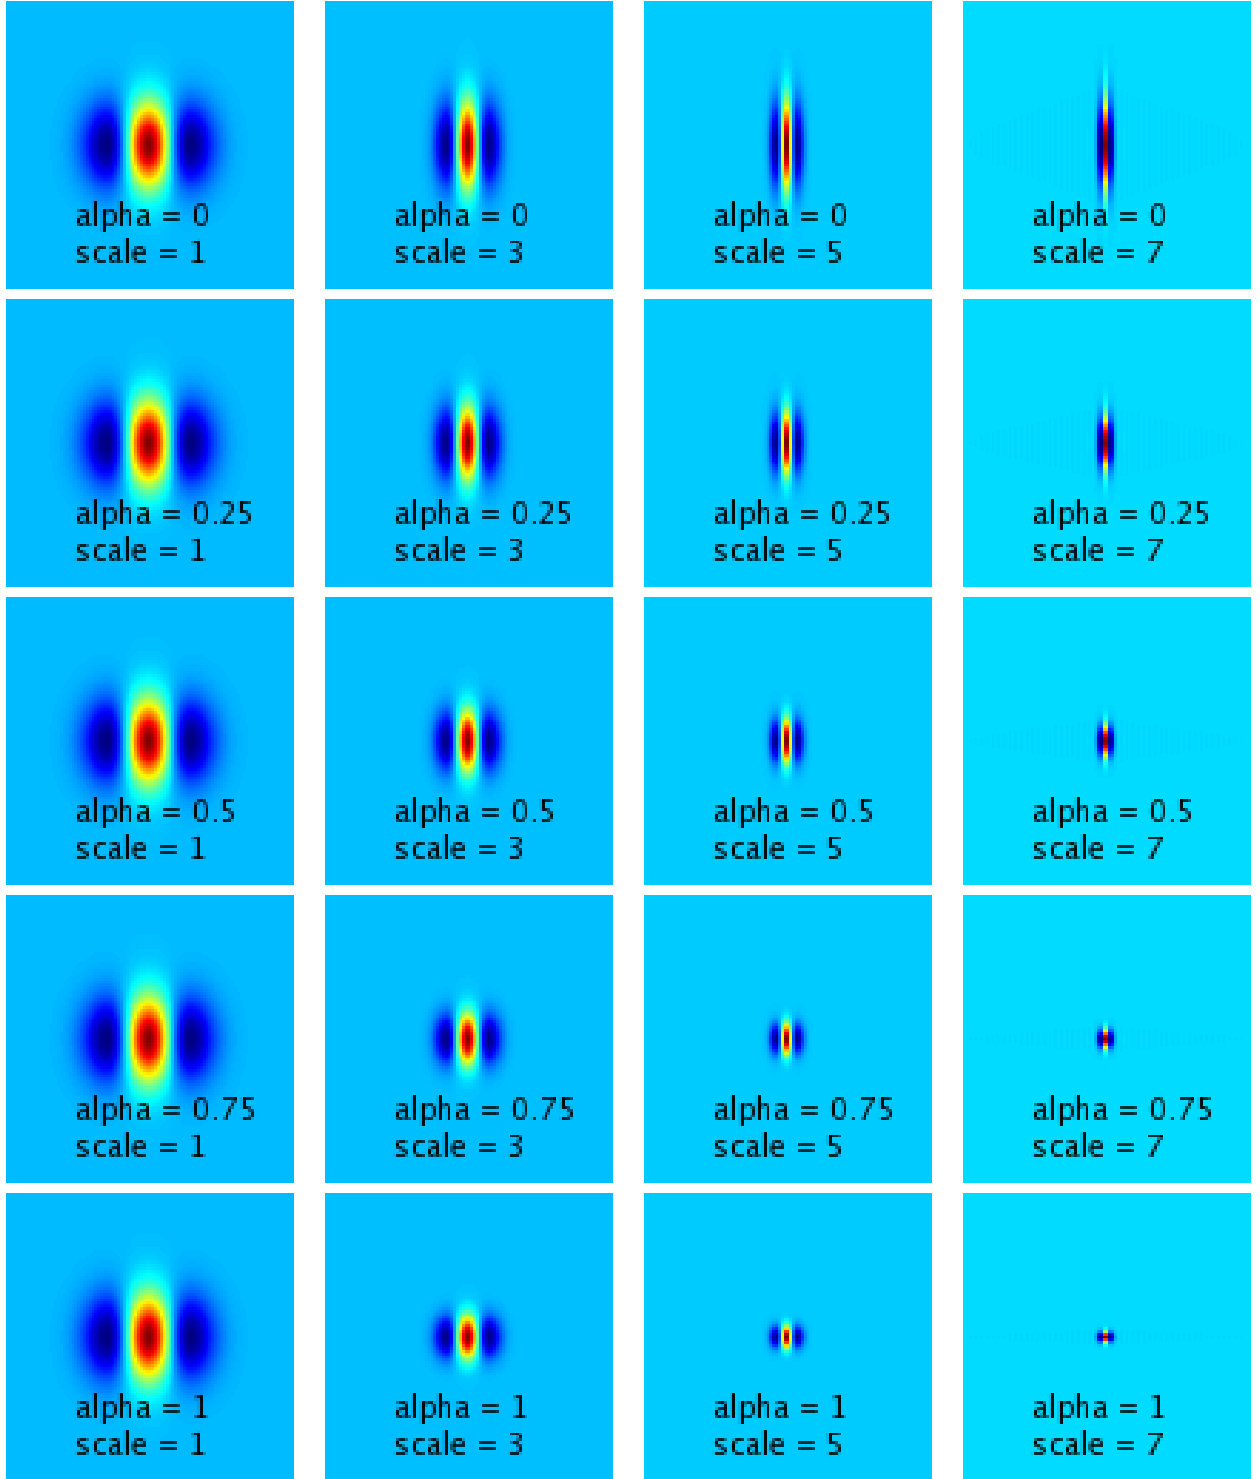 alpha = 0
scale = 1
alpha = 0
scale = 3
alpha = 0
scale = 5
alpha = 0
scale = 7
alpha = 0.25
scale = 1
alpha = 0.25
scale = 3
alpha = 0.25
scale = 5
alpha = 0.25
scale = 7
alpha = 0.5
scale = 1
alpha = 0.5
scale = 3
alpha = 0.5
scale = 5
alpha = 0.5
scale = 7
alpha = 0.75
scale = 1
alpha = 0.75
scale = 3
alpha = 0.75
scale = 5
alpha = 0.75
scale = 7
alpha = 1
scale = 1
alpha = 1
scale = 3
alpha = 1
scale = 5
alpha = 1
scale = 7